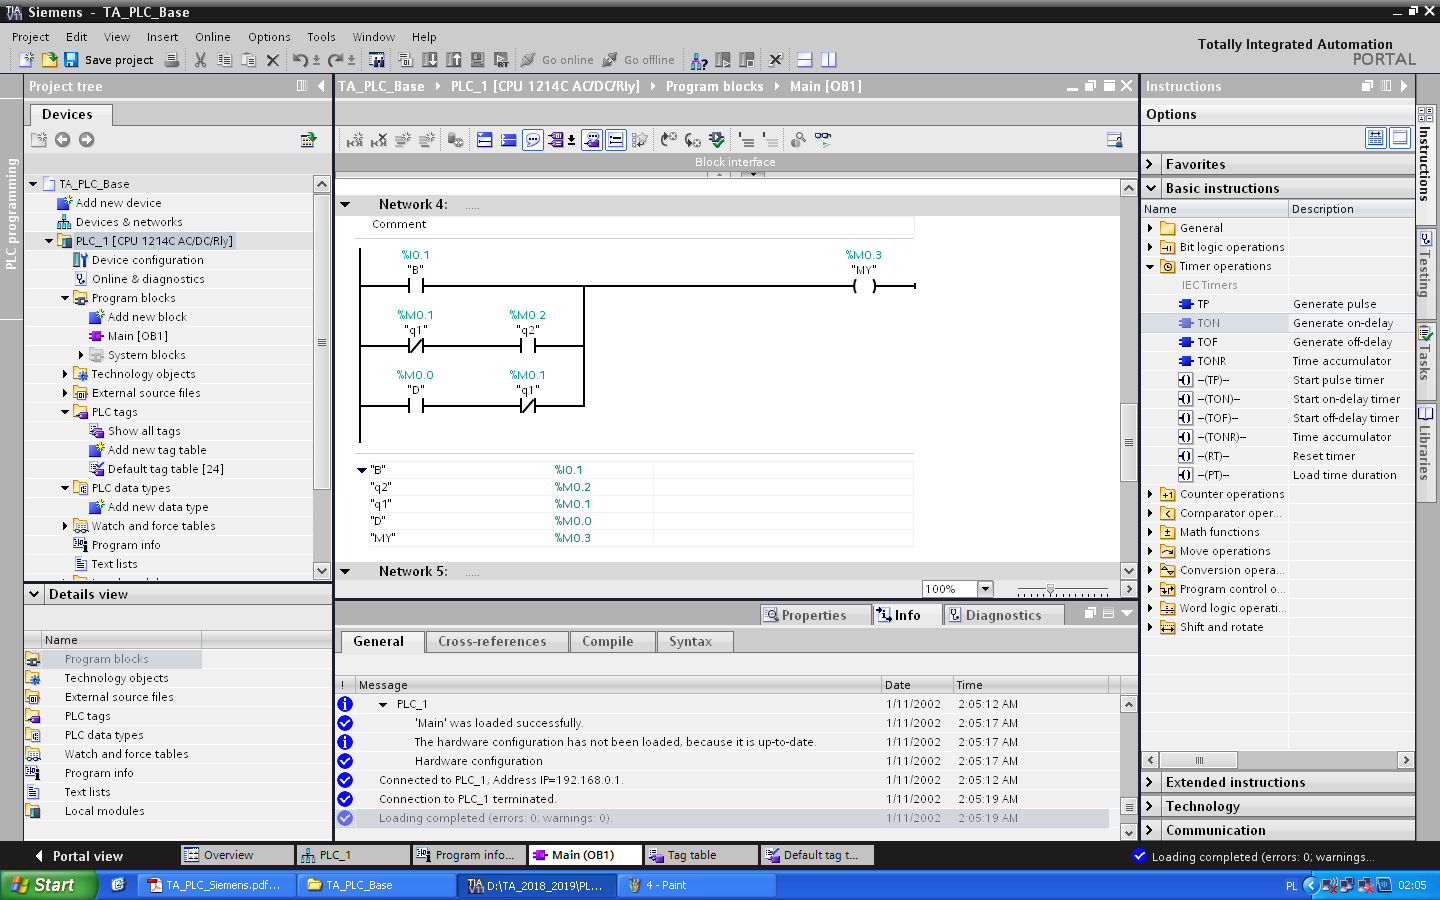 Siemens - TA_PLC_Base
Project Edit View Insert Online Options Tools Window Help
Save project Go online Go offline
Totally Integrated Automation
PORTAL
Project tree
Devices
PLC programming
TA_PLC_Base
Add new device
Devices & networks
PLC_1 [CPU 1214C AC/DC/Rly]
Device configuration
Online & diagnostics
Program blocks
Add new block
Main [OB1]
System blocks
Technology objects
External source files
PLC tags
Show all tags
Add new tag table
Default tag table [24]
PLC data types
Add new data type
Watch and force tables
Program info
Text lists
Details view
Name
Program blocks
Technology objects
External source files
PLC tags
PLC data types
Watch and force tables
Program info
Text lists
Local modules
TA_PLC_Base PLC_1 [CPU 1214C AC/DC/Rly] Program blocks Main [OB1]
Block interface
Network 4: .....
Comment
%I0.1
"B"
%M0.3
"MY"
%M0.1
"q1"
%M0.2
"q2"
%M0.0
"D"
%M0.1
"q1"
"B" %I0.1
"q2" %M0.2
"q1" %M0.1
"D" %M0.0
"MY" %M0.3
Network 5: .....
100%
Properties Info Diagnostics
General Cross-references Compile Syntax
! Message Date Time
PLC_1 1/11/2002 2:05:12 AM
'Main' was loaded successfully. 1/11/2002 2:05:17 AM
The hardware configuration has not been loaded, because it is up-to-date. 1/11/2002 2:05:17 AM
Hardware configuration 1/11/2002 2:05:17 AM
Connected to PLC_1, Address IP=192.168.0.1. 1/11/2002 2:05:12 AM
Connection to PLC_1 terminated. 1/11/2002 2:05:19 AM
Loading completed (errors: 0; warnings: 0). 1/11/2002 2:05:19 AM
Instructions
Options
Favorites
Basic instructions
Name Description
General
Bit logic operations
Timer operations
IEC Timers
TP Generate pulse
TON Generate on-delay
TOF Generate off-delay
TONR Time accumulator
–(TP)– Start pulse timer
–(TON)– Start on-delay timer
–(TOF)– Start off-delay timer
–(TONR)– Time accumulator
–(RT)– Reset timer
–(PT)– Load time duration
Counter operations
Comparator oper...
Math functions
Move operations
Conversion opera...
Program control o...
Word logic operati...
Shift and rotate
Extended instructions
Technology
Communication
Instructions
Testing
Tasks
Libraries
Portal view Overview PLC_1 Program info... Main (OB1) Tag table Default tag t... Loading completed (errors: 0; warnings...
Start TA_PLC_Siemens.pdf... TA_PLC_Base D:\TA_2018_2019\PL... 4 - Paint PL 02:05